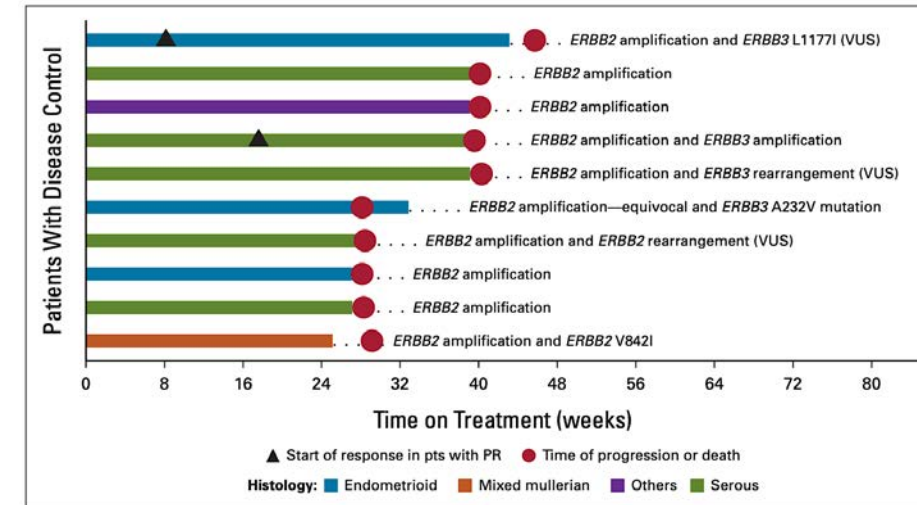 Patients With Disease Control
ERBB2 amplification and ERBB3 L1177I (VUS)
ERBB2 amplification
ERBB2 amplification
ERBB2 amplification and ERBB3 amplification
ERBB2 amplification and ERBB3 rearrangement (VUS)
ERBB2 amplification—equivocal and ERBB3 A232V mutation
ERBB2 amplification and ERBB2 rearrangement (VUS)
ERBB2 amplification
ERBB2 amplification
ERBB2 amplification and ERBB2 V842I
0 8 16 24 32 40 48 56 64 72 80
Time on Treatment (weeks)
Start of response in pts with PR Time of progression or death
Histology: Endometrioid Mixed mullerian Others Serous